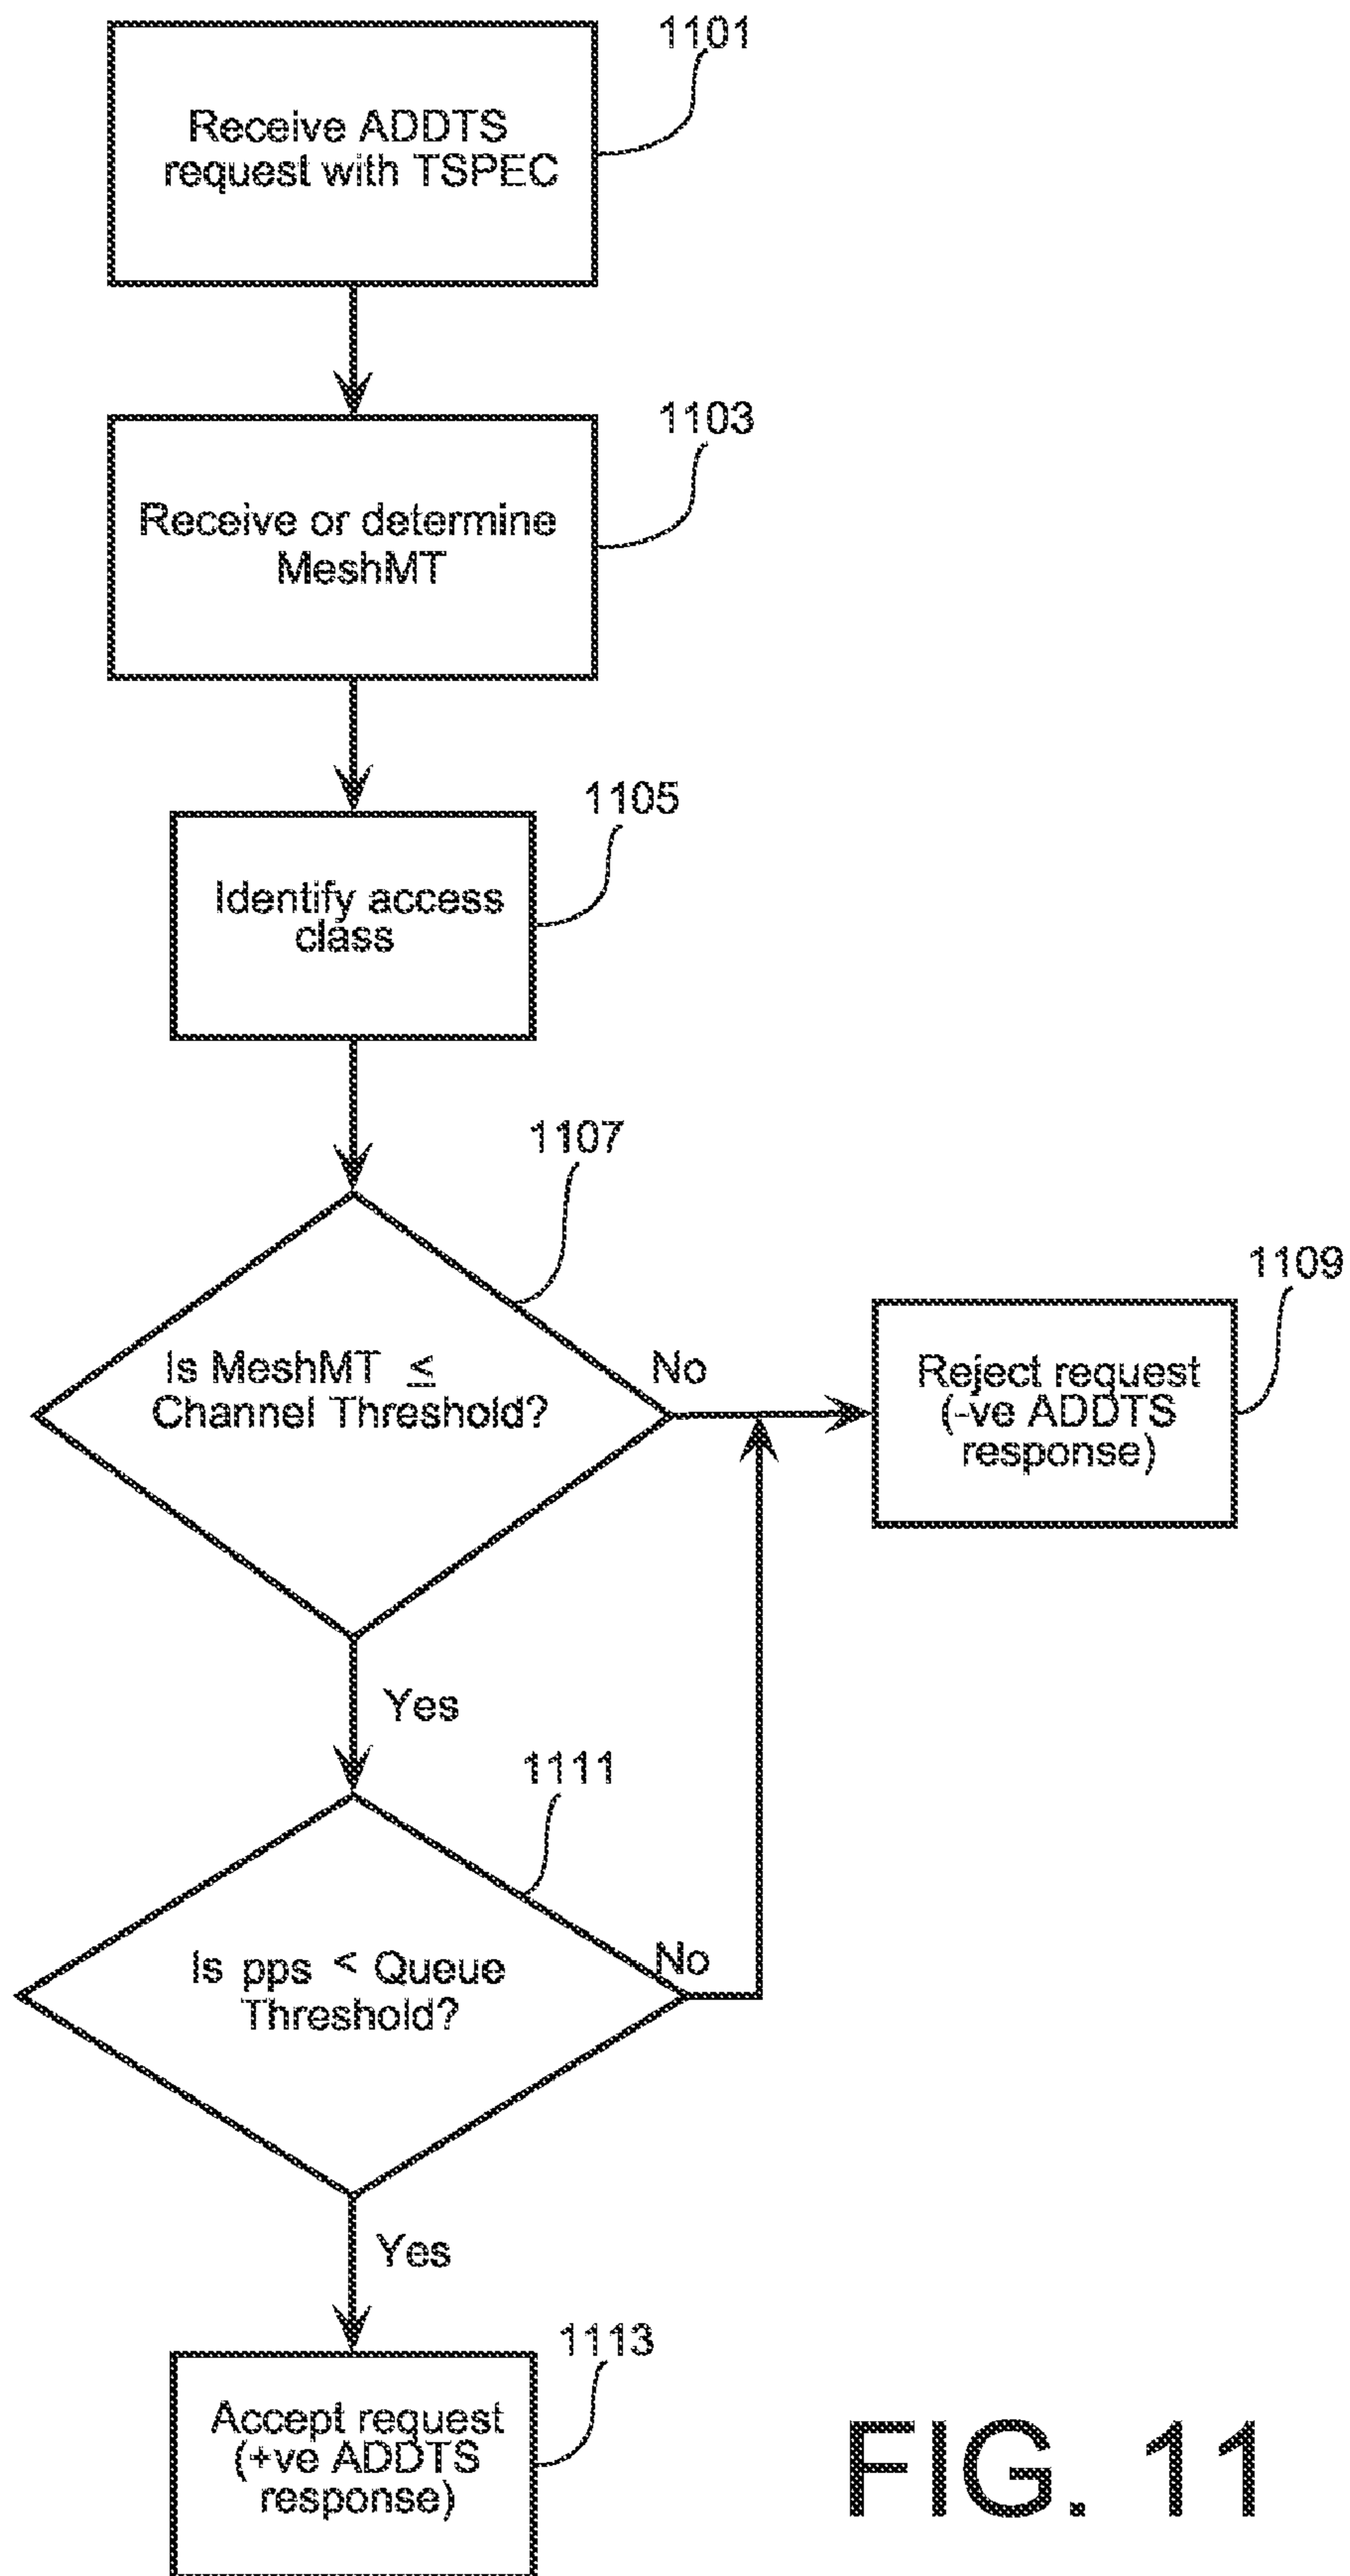 1101
Receive ADDTS
request with TSPEC
1103
Receive or determine
MeshMT
1105
Identify access
class
1107
Is MeshMT ≤
Channel Threshold?
No
1109
Reject request
(-ve ADDTS
response)
Yes
1111
Is pps < Queue
Threshold?
No
Yes
1113
Accept request
(+ve ADDTS
response)
FIG. 11